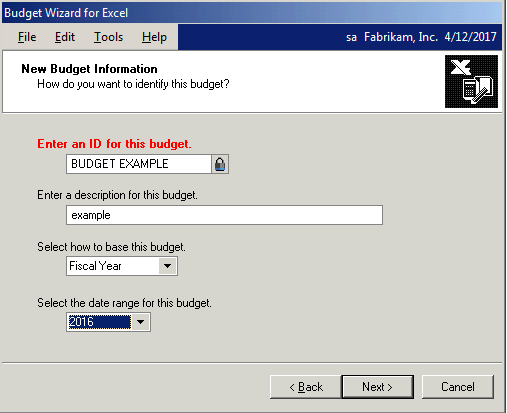 Budget Wizard for Excel
File Edit Tools Help sa Fabrikam, Inc. 4/12/2017
New Budget Information
How do you want to identify this budget?
Enter an ID for this budget.
BUDGET EXAMPLE
Enter a description for this budget.
example
Select how to base this budget.
Fiscal Year
Select the date range for this budget.
2016
< Back Next > Cancel